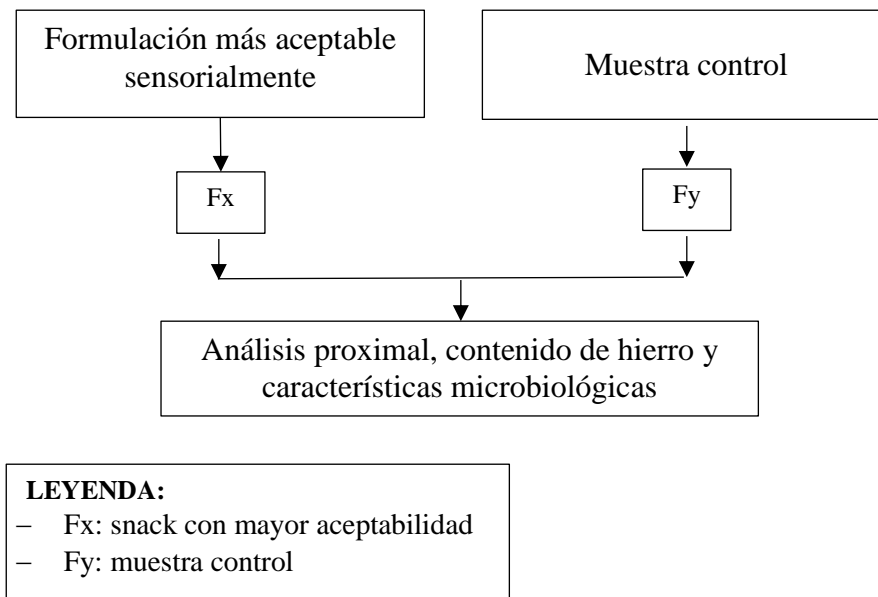 Formulación más aceptable
sensorialmente
Muestra control
Fx
Fy
Análisis proximal, contenido de hierro y
características microbiológicas
LEYENDA:
– Fx: snack con mayor aceptabilidad
– Fy: muestra control